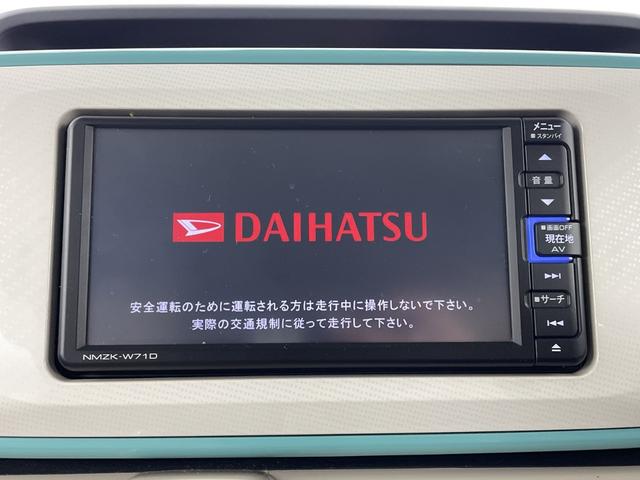 メニュー
■スタンバイ
音量
■画面OFF
現在地
AV
■サーチ
DAIHATSU
安全運転のために運転される方は走行中に操作しないで下さい。
実際の交通規制に従って走行して下さい。
NMZK-W71D